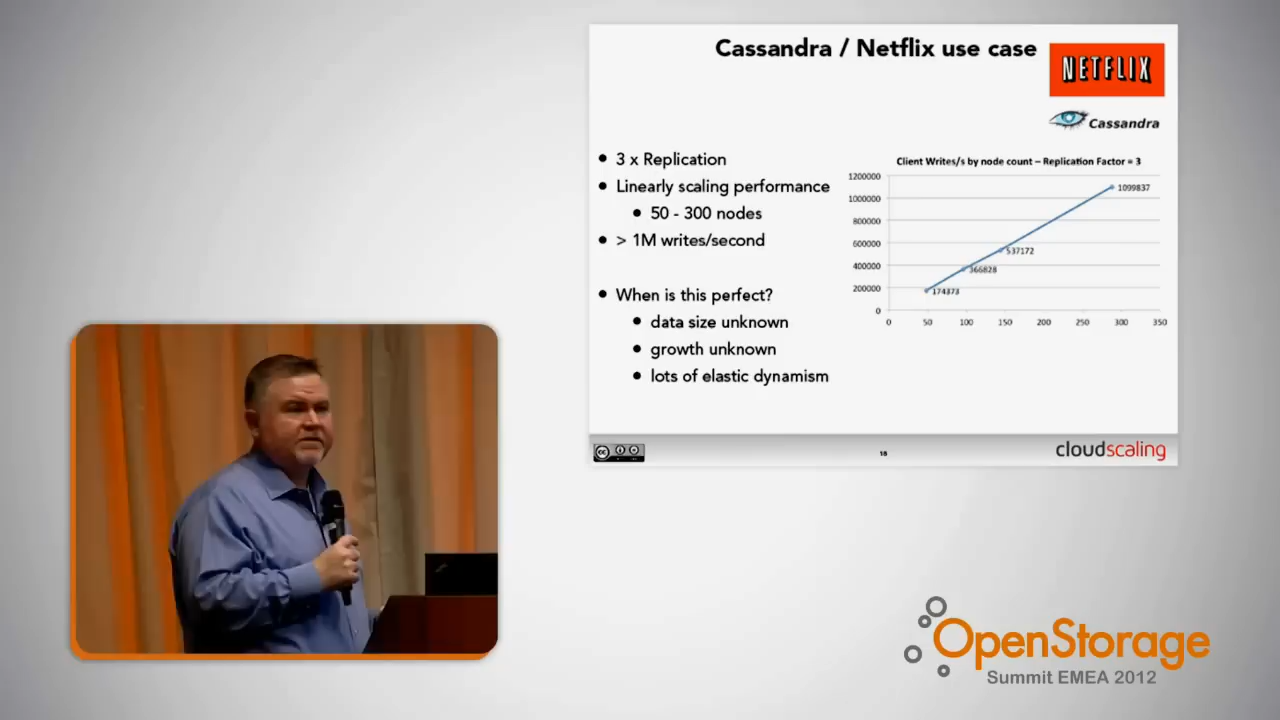 Cassandra / Netflix use case
NETFLIX
Cassandra
• 3 x Replication
• Linearly scaling performance
• 50 - 300 nodes
• > 1M writes/second
• When is this perfect?
• data size unknown
• growth unknown
• lots of elastic dynamism
Client Writes/s by node count – Replication Factor = 3
1200000
1000000
800000
600000
400000
200000
0
1099837
537172
366828
174373
0 50 100 150 200 250 300 350
cc
18
cloudscaling
OpenStorage
Summit EMEA 2012